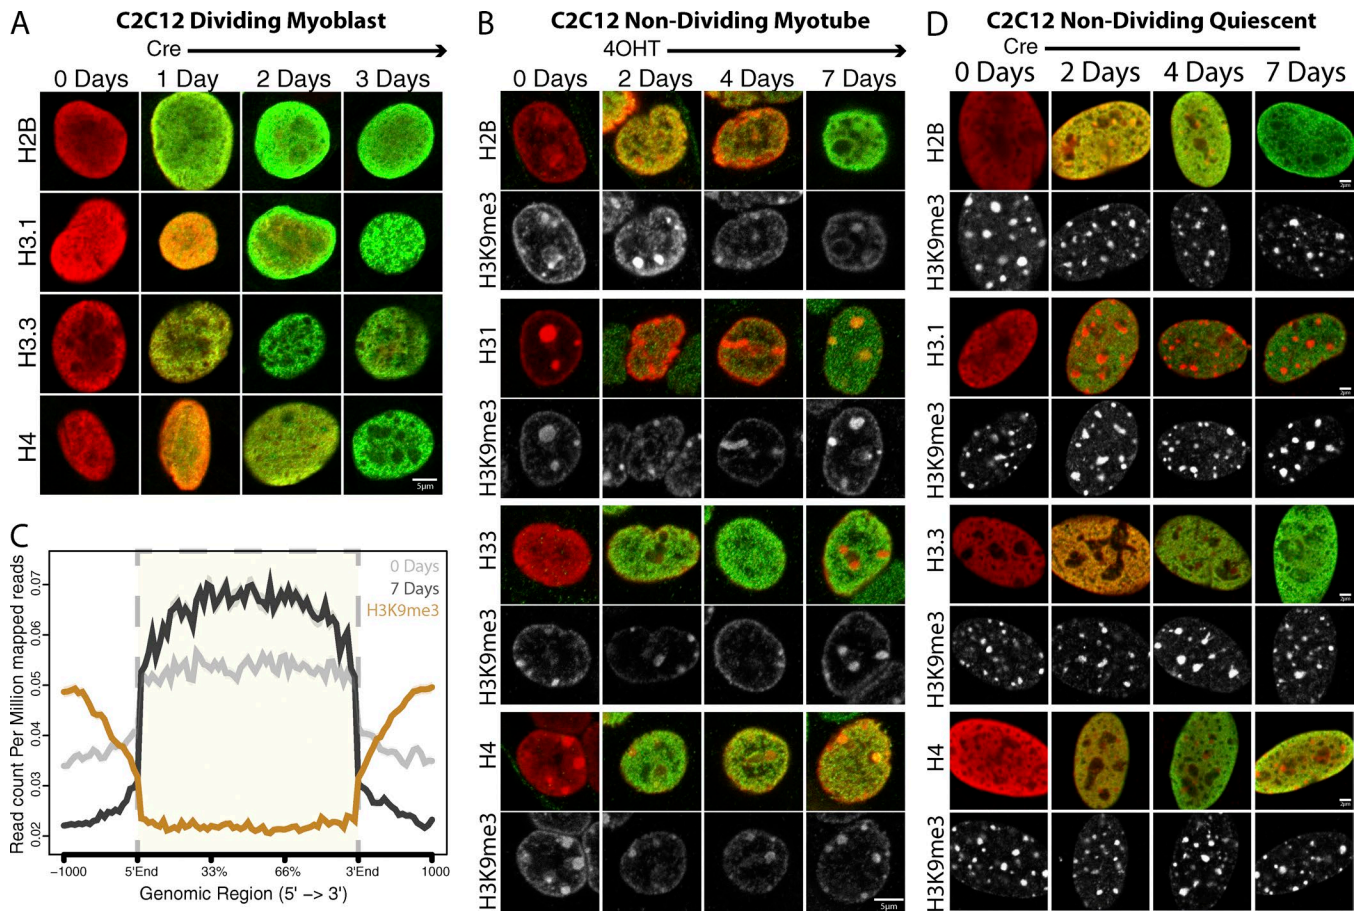 A
C2C12 Dividing Myoblast
Cre
0 Days
1 Day
2 Days
3 Days
H2B
H3.1
H3.3
H4
5µm
B
C2C12 Non-Dividing Myotube
4OHT
0 Days
2 Days
4 Days
7 Days
H2B
H3K9me3
H31
H3K9me3
H33
H3K9me3
H4
H3K9me3
5µm
C
Read count Per Million mapped reads
0.07
0.06
0.05
0.04
0.03
0.02
0 Days
7 Days
H3K9me3
−1000
5'End
33%
66%
3'End
1000
Genomic Region (5' −> 3')
D
C2C12 Non-Dividing Quiescent
Cre
0 Days
2 Days
4 Days
7 Days
H2B
2µm
H3K9me3
H3.1
2µm
H3K9me3
H3.3
2µm
H3K9me3
H4
2µm
H3K9me3